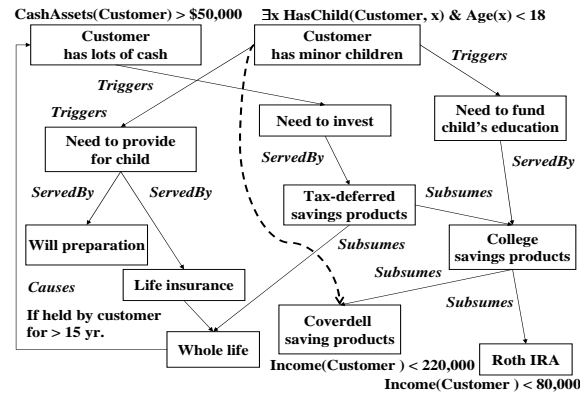 CashAssets(Customer) > $50,000
∃x HasChild(Customer, x) & Age(x) < 18
Customer
has lots of cash
Customer
has minor children
Triggers
Triggers
Triggers
Need to provide
for child
Need to invest
Need to fund
child's education
ServedBy
ServedBy
ServedBy
ServedBy
Tax-deferred
savings products
Subsumes
Will preparation
Subsumes
College
savings products
Causes
Life insurance
Subsumes
Subsumes
If held by customer
for > 15 yr.
Whole life
Coverdell
saving products
Roth IRA
Income(Customer ) < 220,000
Income(Customer ) < 80,000